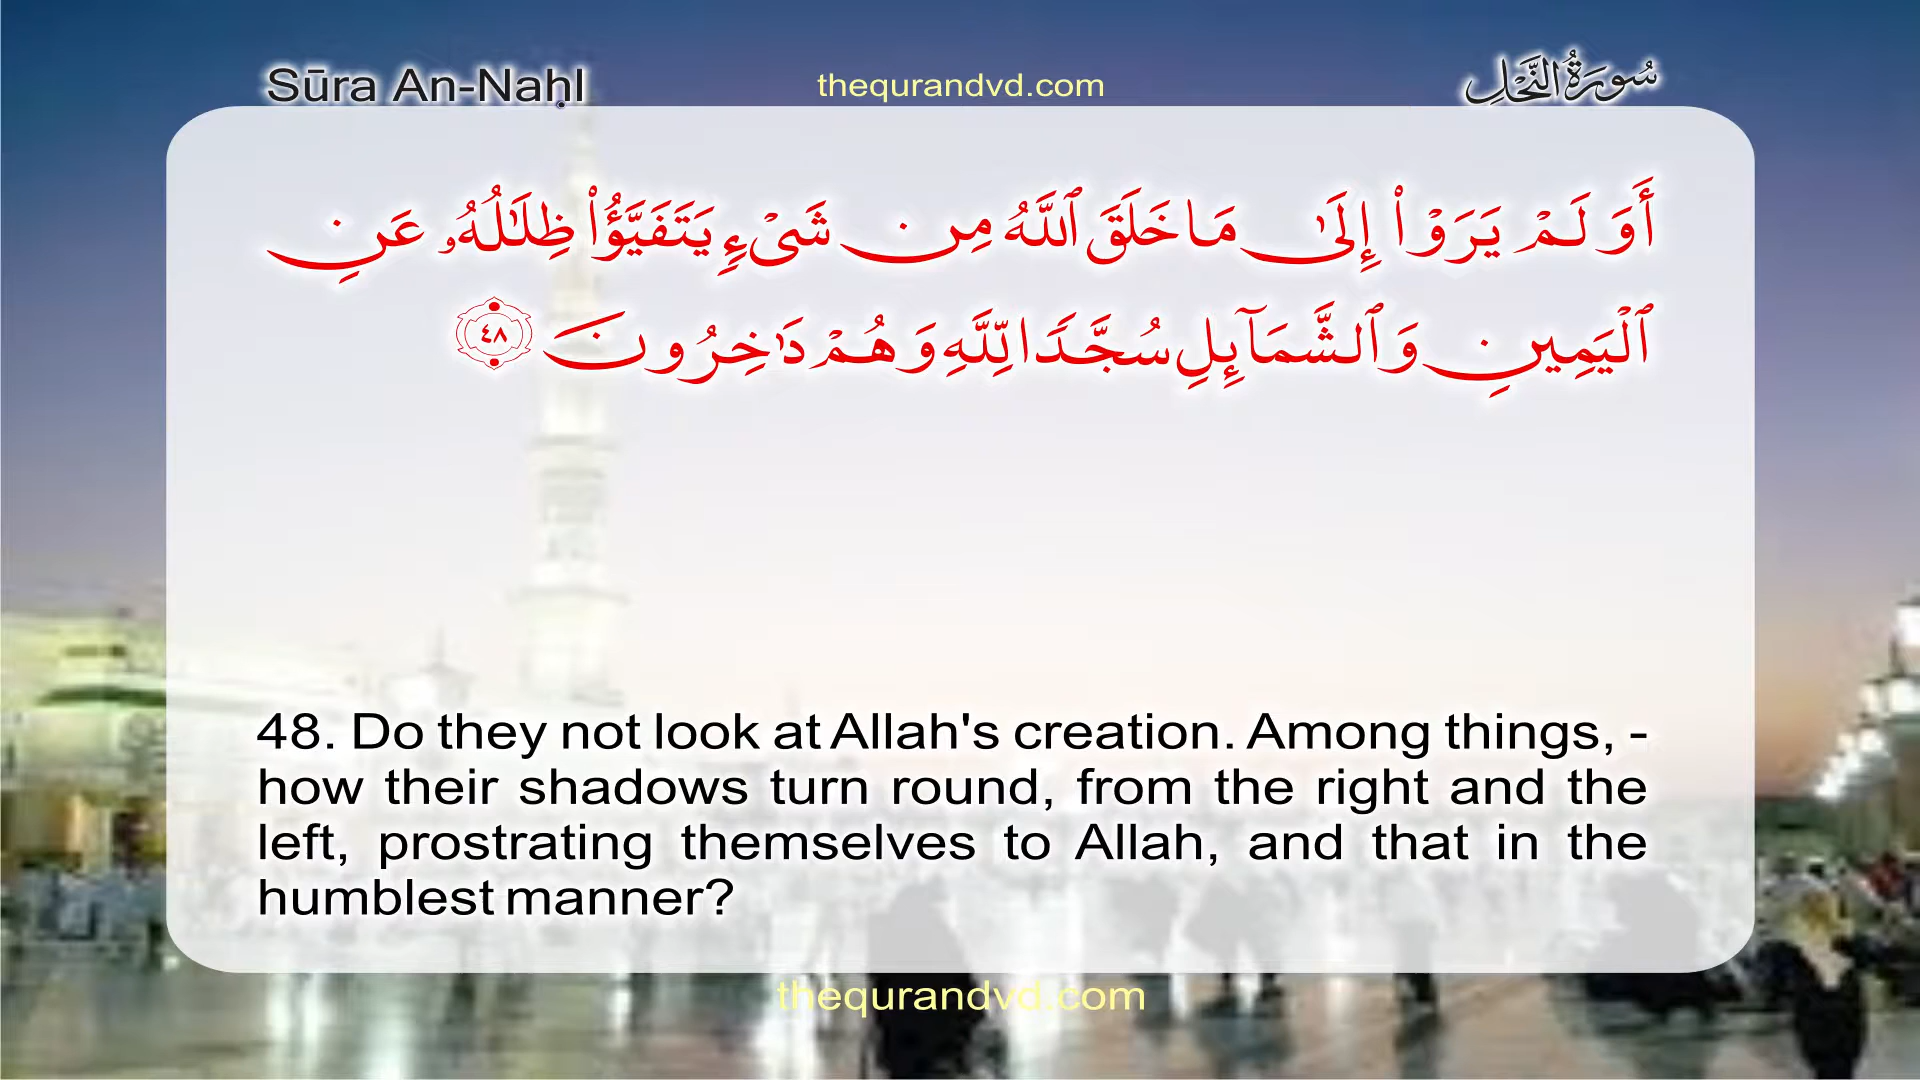 Sūra An-Naḥl
thequrandvd.com
سُورَةُ النَّحْلِ
أَوَلَمْ يَرَوْا۟ إِلَىٰ مَا خَلَقَ ٱللَّهُ مِن شَىْءٍ يَتَفَيَّؤُا۟ ظِلَـٰلُهُۥ عَنِ
ٱلْيَمِينِ وَٱلشَّمَآئِلِ سُجَّدًا لِّلَّهِ وَهُمْ دَٰخِرُونَ ٤٨
48. Do they not look at Allah's creation. Among things, -
how their shadows turn round, from the right and the
left, prostrating themselves to Allah, and that in the
humblest manner?
thequrandvd.com